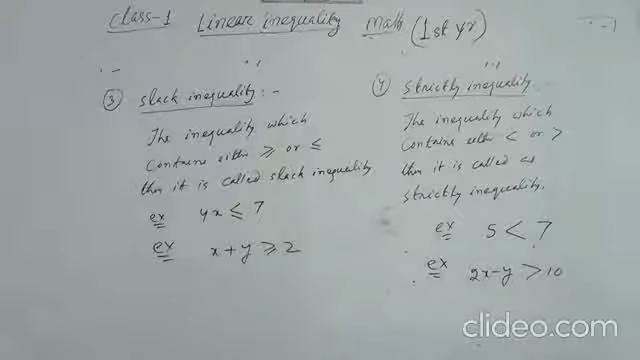 Class-1 Linear inequality Math (1st yr)
③ slack inequality :-
The inequality which
contains either ≥ or ≤
then it is called slack inequality
ex 4x ≤ 7
ex x+y ≥ 2
④ strictly inequality
The inequality which
contains either < or >
then it is called as
strictly inequality.
ex 5 < 7
ex 2x-y > 10
clideo.com